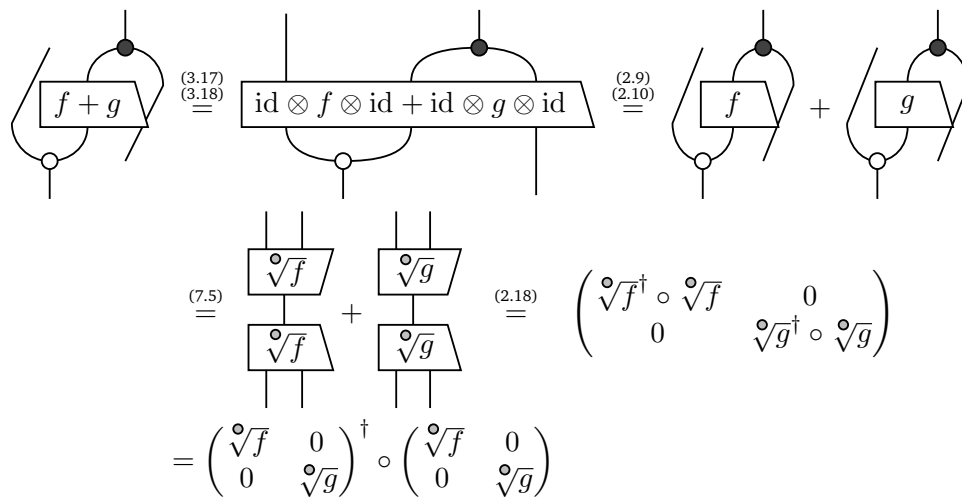 f + g (3.17) (3.18) = id ⊗ f ⊗ id + id ⊗ g ⊗ id (2.9) (2.10) = f + g
(7.5) = √f √f + √g √g (2.18) = ( √f† ∘ √f 0 0 √g† ∘ √g )
= ( √f 0 0 √g )† ∘ ( √f 0 0 √g )